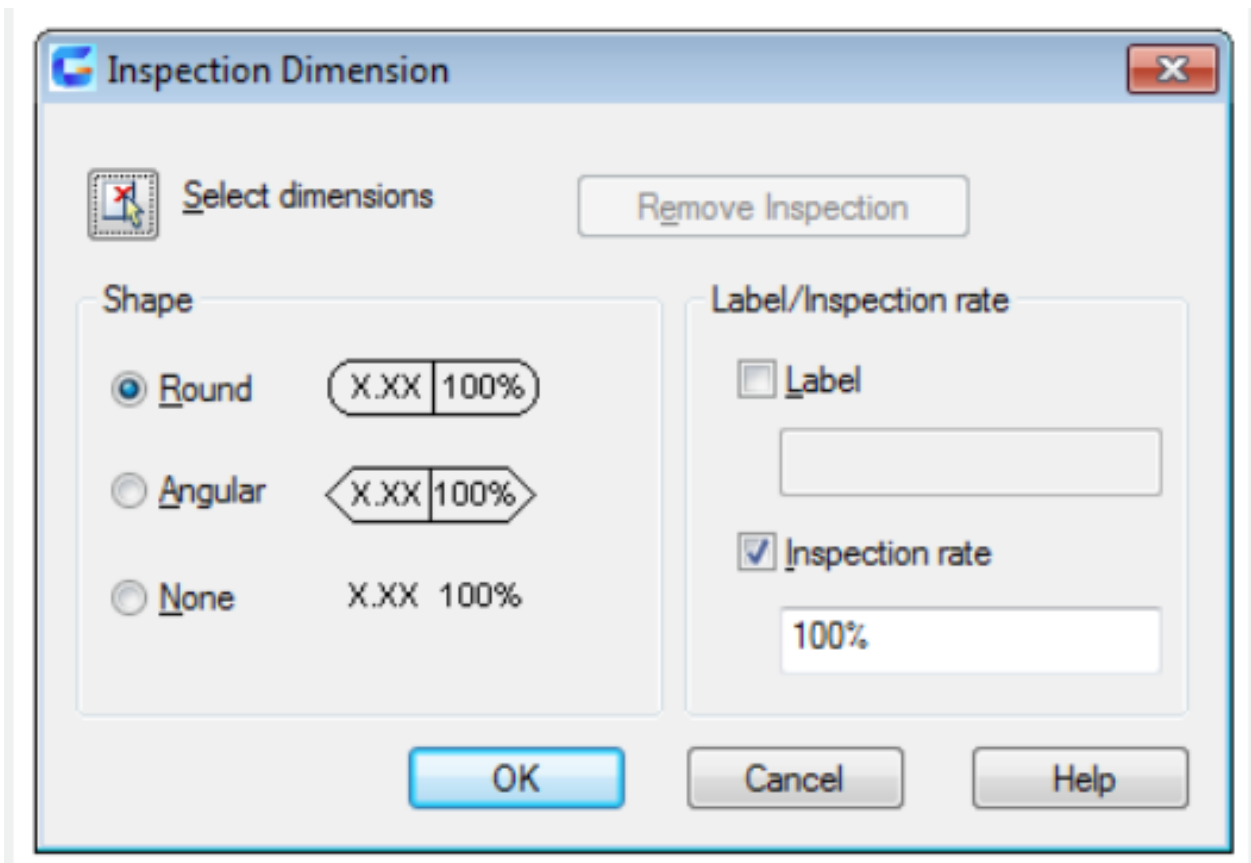 Inspection Dimension
Select dimensions
Remove Inspection
Shape
Label/Inspection rate
Round
X.XX 100%
Label
Angular
X.XX 100%
Inspection rate
None
X.XX 100%
100%
OK
Cancel
Help